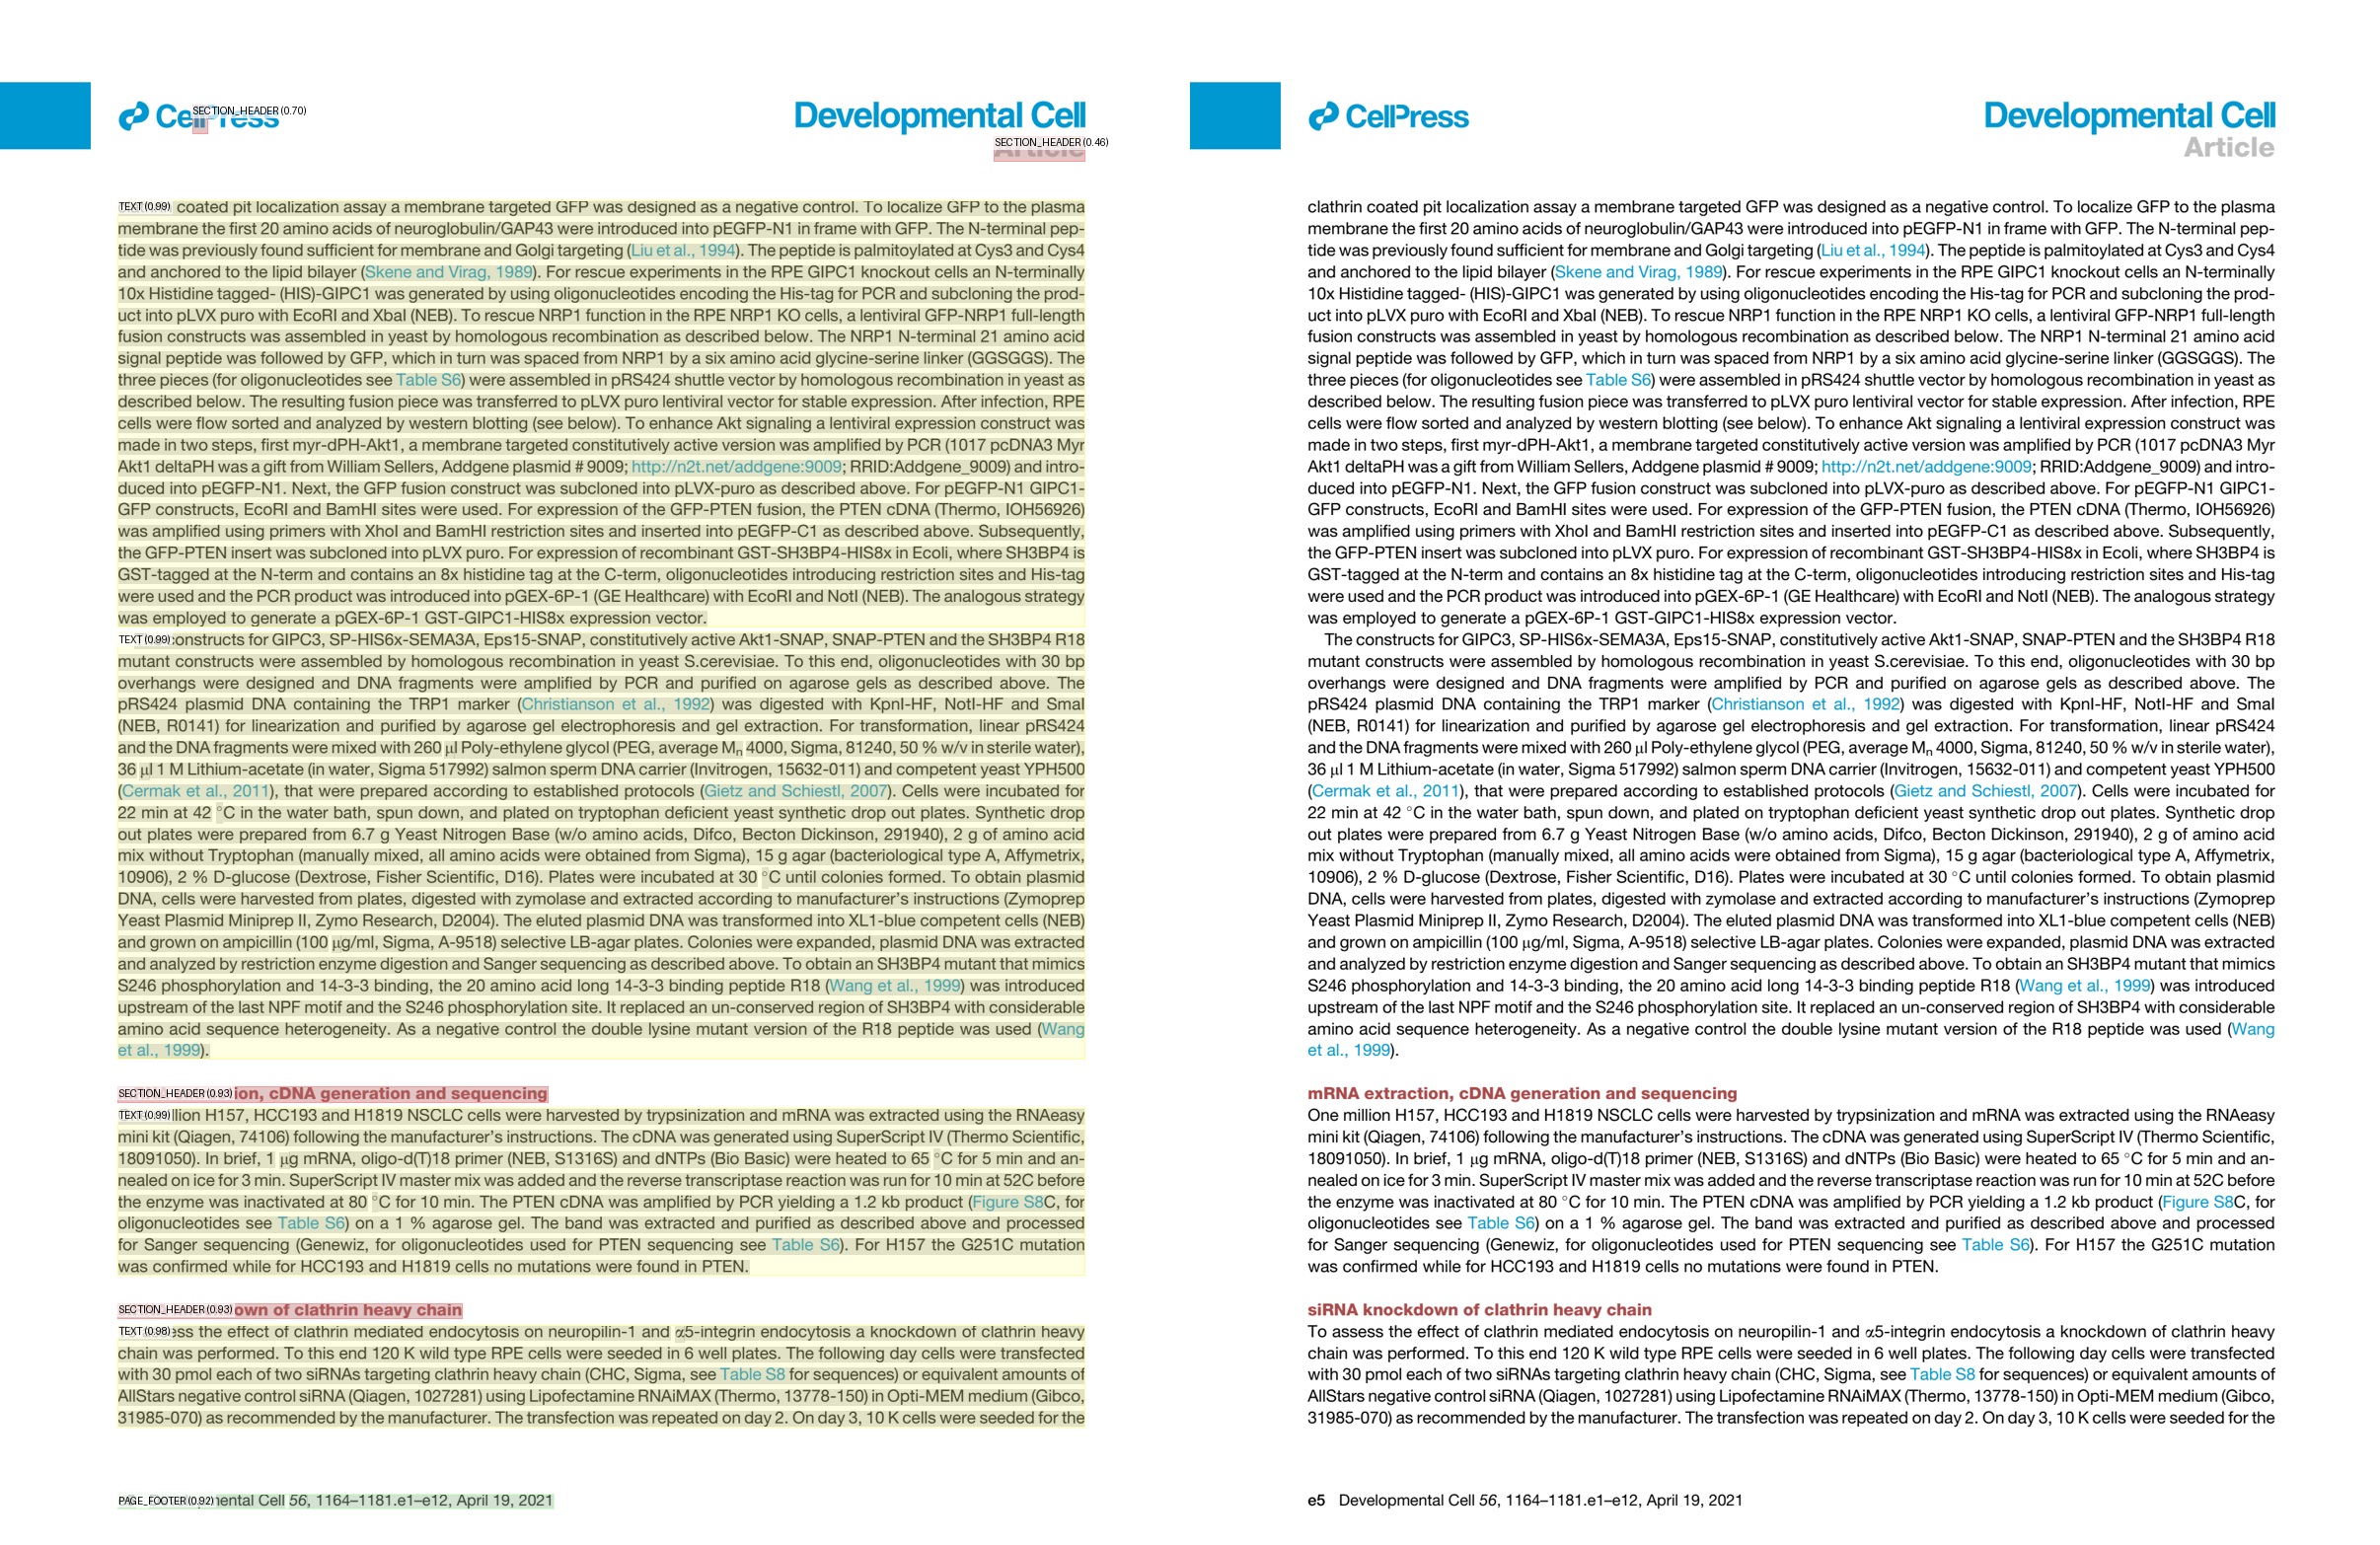 CellPress
SECTION_HEADER (0.70)
Developmental Cell
SECTION_HEADER (0.46)
Article
TEXT (0.99) coated pit localization assay a membrane targeted GFP was designed as a negative control. To localize GFP to the plasma
membrane the first 20 amino acids of neuroglobulin/GAP43 were introduced into pEGFP-N1 in frame with GFP. The N-terminal pep-
tide was previously found sufficient for membrane and Golgi targeting (Liu et al., 1994). The peptide is palmitoylated at Cys3 and Cys4
and anchored to the lipid bilayer (Skene and Virag, 1989). For rescue experiments in the RPE GIPC1 knockout cells an N-terminally
10x Histidine tagged- (HIS)-GIPC1 was generated by using oligonucleotides encoding the His-tag for PCR and subcloning the prod-
uct into pLVX puro with EcoRI and XbaI (NEB). To rescue NRP1 function in the RPE NRP1 KO cells, a lentiviral GFP-NRP1 full-length
fusion constructs was assembled in yeast by homologous recombination as described below. The NRP1 N-terminal 21 amino acid
signal peptide was followed by GFP, which in turn was spaced from NRP1 by a six amino acid glycine-serine linker (GGSGGS). The
three pieces (for oligonucleotides see Table S6) were assembled in pRS424 shuttle vector by homologous recombination in yeast as
described below. The resulting fusion piece was transferred to pLVX puro lentiviral vector for stable expression. After infection, RPE
cells were flow sorted and analyzed by western blotting (see below). To enhance Akt signaling a lentiviral expression construct was
made in two steps, first myr-dPH-Akt1, a membrane targeted constitutively active version was amplified by PCR (1017 pcDNA3 Myr
Akt1 deltaPH was a gift from William Sellers, Addgene plasmid # 9009; http://n2t.net/addgene:9009; RRID:Addgene_9009) and intro-
duced into pEGFP-N1. Next, the GFP fusion construct was subcloned into pLVX-puro as described above. For pEGFP-N1 GIPC1-
GFP constructs, EcoRI and BamHI sites were used. For expression of the GFP-PTEN fusion, the PTEN cDNA (Thermo, IOH56926)
was amplified using primers with XhoI and BamHI restriction sites and inserted into pEGFP-C1 as described above. Subsequently,
the GFP-PTEN insert was subcloned into pLVX puro. For expression of recombinant GST-SH3BP4-HIS8x in Ecoli, where SH3BP4 is
GST-tagged at the N-term and contains an 8x histidine tag at the C-term, oligonucleotides introducing restriction sites and His-tag
were used and the PCR product was introduced into pGEX-6P-1 (GE Healthcare) with EcoRI and NotI (NEB). The analogous strategy
was employed to generate a pGEX-6P-1 GST-GIPC1-HIS8x expression vector.
TEXT (0.99) constructs for GIPC3, SP-HIS6x-SEMA3A, Eps15-SNAP, constitutively active Akt1-SNAP, SNAP-PTEN and the SH3BP4 R18
mutant constructs were assembled by homologous recombination in yeast S.cerevisiae. To this end, oligonucleotides with 30 bp
overhangs were designed and DNA fragments were amplified by PCR and purified on agarose gels as described above. The
pRS424 plasmid DNA containing the TRP1 marker (Christianson et al., 1992) was digested with KpnI-HF, NotI-HF and SmaI
(NEB, R0141) for linearization and purified by agarose gel electrophoresis and gel extraction. For transformation, linear pRS424
and the DNA fragments were mixed with 260 μl Poly-ethylene glycol (PEG, average Mn 4000, Sigma, 81240, 50 % w/v in sterile water),
36 μl 1 M Lithium-acetate (in water, Sigma 517992) salmon sperm DNA carrier (Invitrogen, 15632-011) and competent yeast YPH500
(Cermak et al., 2011), that were prepared according to established protocols (Gietz and Schiestl, 2007). Cells were incubated for
22 min at 42 °C in the water bath, spun down, and plated on tryptophan deficient yeast synthetic drop out plates. Synthetic drop
out plates were prepared from 6.7 g Yeast Nitrogen Base (w/o amino acids, Difco, Becton Dickinson, 291940), 2 g of amino acid
mix without Tryptophan (manually mixed, all amino acids were obtained from Sigma), 15 g agar (bacteriological type A, Affymetrix,
10906), 2 % D-glucose (Dextrose, Fisher Scientific, D16). Plates were incubated at 30 °C until colonies formed. To obtain plasmid
DNA, cells were harvested from plates, digested with zymolase and extracted according to manufacturer's instructions (Zymoprep
Yeast Plasmid Miniprep II, Zymo Research, D2004). The eluted plasmid DNA was transformed into XL1-blue competent cells (NEB)
and grown on ampicillin (100 μg/ml, Sigma, A-9518) selective LB-agar plates. Colonies were expanded, plasmid DNA was extracted
and analyzed by restriction enzyme digestion and Sanger sequencing as described above. To obtain an SH3BP4 mutant that mimics
S246 phosphorylation and 14-3-3 binding, the 20 amino acid long 14-3-3 binding peptide R18 (Wang et al., 1999) was introduced
upstream of the last NPF motif and the S246 phosphorylation site. It replaced an un-conserved region of SH3BP4 with considerable
amino acid sequence heterogeneity. As a negative control the double lysine mutant version of the R18 peptide was used (Wang
et al., 1999).
SECTION_HEADER (0.93) ion, cDNA generation and sequencing
TEXT (0.99) llion H157, HCC193 and H1819 NSCLC cells were harvested by trypsinization and mRNA was extracted using the RNAeasy
mini kit (Qiagen, 74106) following the manufacturer's instructions. The cDNA was generated using SuperScript IV (Thermo Scientific,
18091050). In brief, 1 μg mRNA, oligo-d(T)18 primer (NEB, S1316S) and dNTPs (Bio Basic) were heated to 65 °C for 5 min and an-
nealed on ice for 3 min. SuperScript IV master mix was added and the reverse transcriptase reaction was run for 10 min at 52C before
the enzyme was inactivated at 80 °C for 10 min. The PTEN cDNA was amplified by PCR yielding a 1.2 kb product (Figure S8C, for
oligonucleotides see Table S6) on a 1 % agarose gel. The band was extracted and purified as described above and processed
for Sanger sequencing (Genewiz, for oligonucleotides used for PTEN sequencing see Table S6). For H157 the G251C mutation
was confirmed while for HCC193 and H1819 cells no mutations were found in PTEN.
SECTION_HEADER (0.93) own of clathrin heavy chain
TEXT (0.98) ess the effect of clathrin mediated endocytosis on neuropilin-1 and α5-integrin endocytosis a knockdown of clathrin heavy
chain was performed. To this end 120 K wild type RPE cells were seeded in 6 well plates. The following day cells were transfected
with 30 pmol each of two siRNAs targeting clathrin heavy chain (CHC, Sigma, see Table S8 for sequences) or equivalent amounts of
AllStars negative control siRNA (Qiagen, 1027281) using Lipofectamine RNAiMAX (Thermo, 13778-150) in Opti-MEM medium (Gibco,
31985-070) as recommended by the manufacturer. The transfection was repeated on day 2. On day 3, 10 K cells were seeded for the
PAGE_FOOTER (0.92) mental Cell 56, 1164–1181.e1–e12, April 19, 2021
CellPress
Developmental Cell
Article
clathrin coated pit localization assay a membrane targeted GFP was designed as a negative control. To localize GFP to the plasma
membrane the first 20 amino acids of neuroglobulin/GAP43 were introduced into pEGFP-N1 in frame with GFP. The N-terminal pep-
tide was previously found sufficient for membrane and Golgi targeting (Liu et al., 1994). The peptide is palmitoylated at Cys3 and Cys4
and anchored to the lipid bilayer (Skene and Virag, 1989). For rescue experiments in the RPE GIPC1 knockout cells an N-terminally
10x Histidine tagged- (HIS)-GIPC1 was generated by using oligonucleotides encoding the His-tag for PCR and subcloning the prod-
uct into pLVX puro with EcoRI and XbaI (NEB). To rescue NRP1 function in the RPE NRP1 KO cells, a lentiviral GFP-NRP1 full-length
fusion constructs was assembled in yeast by homologous recombination as described below. The NRP1 N-terminal 21 amino acid
signal peptide was followed by GFP, which in turn was spaced from NRP1 by a six amino acid glycine-serine linker (GGSGGS). The
three pieces (for oligonucleotides see Table S6) were assembled in pRS424 shuttle vector by homologous recombination in yeast as
described below. The resulting fusion piece was transferred to pLVX puro lentiviral vector for stable expression. After infection, RPE
cells were flow sorted and analyzed by western blotting (see below). To enhance Akt signaling a lentiviral expression construct was
made in two steps, first myr-dPH-Akt1, a membrane targeted constitutively active version was amplified by PCR (1017 pcDNA3 Myr
Akt1 deltaPH was a gift from William Sellers, Addgene plasmid # 9009; http://n2t.net/addgene:9009; RRID:Addgene_9009) and intro-
duced into pEGFP-N1. Next, the GFP fusion construct was subcloned into pLVX-puro as described above. For pEGFP-N1 GIPC1-
GFP constructs, EcoRI and BamHI sites were used. For expression of the GFP-PTEN fusion, the PTEN cDNA (Thermo, IOH56926)
was amplified using primers with XhoI and BamHI restriction sites and inserted into pEGFP-C1 as described above. Subsequently,
the GFP-PTEN insert was subcloned into pLVX puro. For expression of recombinant GST-SH3BP4-HIS8x in Ecoli, where SH3BP4 is
GST-tagged at the N-term and contains an 8x histidine tag at the C-term, oligonucleotides introducing restriction sites and His-tag
were used and the PCR product was introduced into pGEX-6P-1 (GE Healthcare) with EcoRI and NotI (NEB). The analogous strategy
was employed to generate a pGEX-6P-1 GST-GIPC1-HIS8x expression vector.
The constructs for GIPC3, SP-HIS6x-SEMA3A, Eps15-SNAP, constitutively active Akt1-SNAP, SNAP-PTEN and the SH3BP4 R18
mutant constructs were assembled by homologous recombination in yeast S.cerevisiae. To this end, oligonucleotides with 30 bp
overhangs were designed and DNA fragments were amplified by PCR and purified on agarose gels as described above. The
pRS424 plasmid DNA containing the TRP1 marker (Christianson et al., 1992) was digested with KpnI-HF, NotI-HF and SmaI
(NEB, R0141) for linearization and purified by agarose gel electrophoresis and gel extraction. For transformation, linear pRS424
and the DNA fragments were mixed with 260 μl Poly-ethylene glycol (PEG, average Mn 4000, Sigma, 81240, 50 % w/v in sterile water),
36 μl 1 M Lithium-acetate (in water, Sigma 517992) salmon sperm DNA carrier (Invitrogen, 15632-011) and competent yeast YPH500
(Cermak et al., 2011), that were prepared according to established protocols (Gietz and Schiestl, 2007). Cells were incubated for
22 min at 42 °C in the water bath, spun down, and plated on tryptophan deficient yeast synthetic drop out plates. Synthetic drop
out plates were prepared from 6.7 g Yeast Nitrogen Base (w/o amino acids, Difco, Becton Dickinson, 291940), 2 g of amino acid
mix without Tryptophan (manually mixed, all amino acids were obtained from Sigma), 15 g agar (bacteriological type A, Affymetrix,
10906), 2 % D-glucose (Dextrose, Fisher Scientific, D16). Plates were incubated at 30 °C until colonies formed. To obtain plasmid
DNA, cells were harvested from plates, digested with zymolase and extracted according to manufacturer's instructions (Zymoprep
Yeast Plasmid Miniprep II, Zymo Research, D2004). The eluted plasmid DNA was transformed into XL1-blue competent cells (NEB)
and grown on ampicillin (100 μg/ml, Sigma, A-9518) selective LB-agar plates. Colonies were expanded, plasmid DNA was extracted
and analyzed by restriction enzyme digestion and Sanger sequencing as described above. To obtain an SH3BP4 mutant that mimics
S246 phosphorylation and 14-3-3 binding, the 20 amino acid long 14-3-3 binding peptide R18 (Wang et al., 1999) was introduced
upstream of the last NPF motif and the S246 phosphorylation site. It replaced an un-conserved region of SH3BP4 with considerable
amino acid sequence heterogeneity. As a negative control the double lysine mutant version of the R18 peptide was used (Wang
et al., 1999).
mRNA extraction, cDNA generation and sequencing
One million H157, HCC193 and H1819 NSCLC cells were harvested by trypsinization and mRNA was extracted using the RNAeasy
mini kit (Qiagen, 74106) following the manufacturer's instructions. The cDNA was generated using SuperScript IV (Thermo Scientific,
18091050). In brief, 1 μg mRNA, oligo-d(T)18 primer (NEB, S1316S) and dNTPs (Bio Basic) were heated to 65 °C for 5 min and an-
nealed on ice for 3 min. SuperScript IV master mix was added and the reverse transcriptase reaction was run for 10 min at 52C before
the enzyme was inactivated at 80 °C for 10 min. The PTEN cDNA was amplified by PCR yielding a 1.2 kb product (Figure S8C, for
oligonucleotides see Table S6) on a 1 % agarose gel. The band was extracted and purified as described above and processed
for Sanger sequencing (Genewiz, for oligonucleotides used for PTEN sequencing see Table S6). For H157 the G251C mutation
was confirmed while for HCC193 and H1819 cells no mutations were found in PTEN.
siRNA knockdown of clathrin heavy chain
To assess the effect of clathrin mediated endocytosis on neuropilin-1 and α5-integrin endocytosis a knockdown of clathrin heavy
chain was performed. To this end 120 K wild type RPE cells were seeded in 6 well plates. The following day cells were transfected
with 30 pmol each of two siRNAs targeting clathrin heavy chain (CHC, Sigma, see Table S8 for sequences) or equivalent amounts of
AllStars negative control siRNA (Qiagen, 1027281) using Lipofectamine RNAiMAX (Thermo, 13778-150) in Opti-MEM medium (Gibco,
31985-070) as recommended by the manufacturer. The transfection was repeated on day 2. On day 3, 10 K cells were seeded for the
e5 Developmental Cell 56, 1164–1181.e1–e12, April 19, 2021